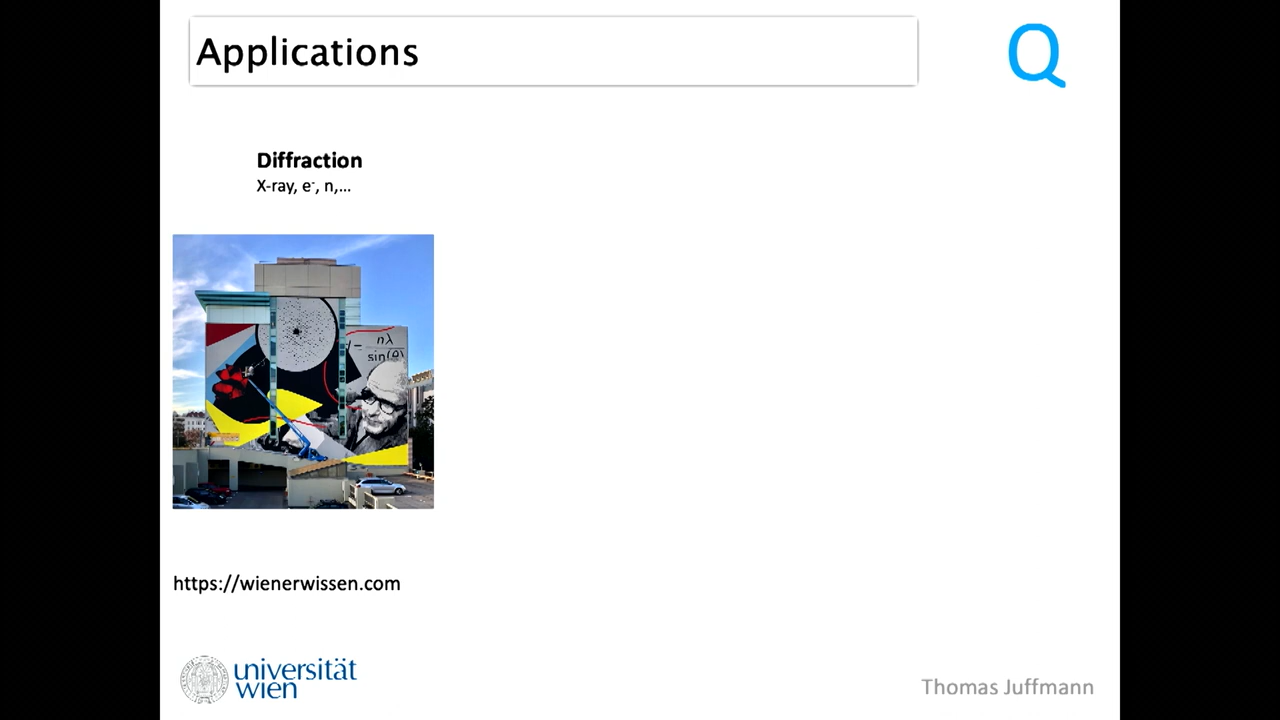 Applications
Q
Diffraction
X-ray, e⁻, n,...
nλ
sin(θ)
https://wienerwissen.com
universität
wien
Thomas Juffmann